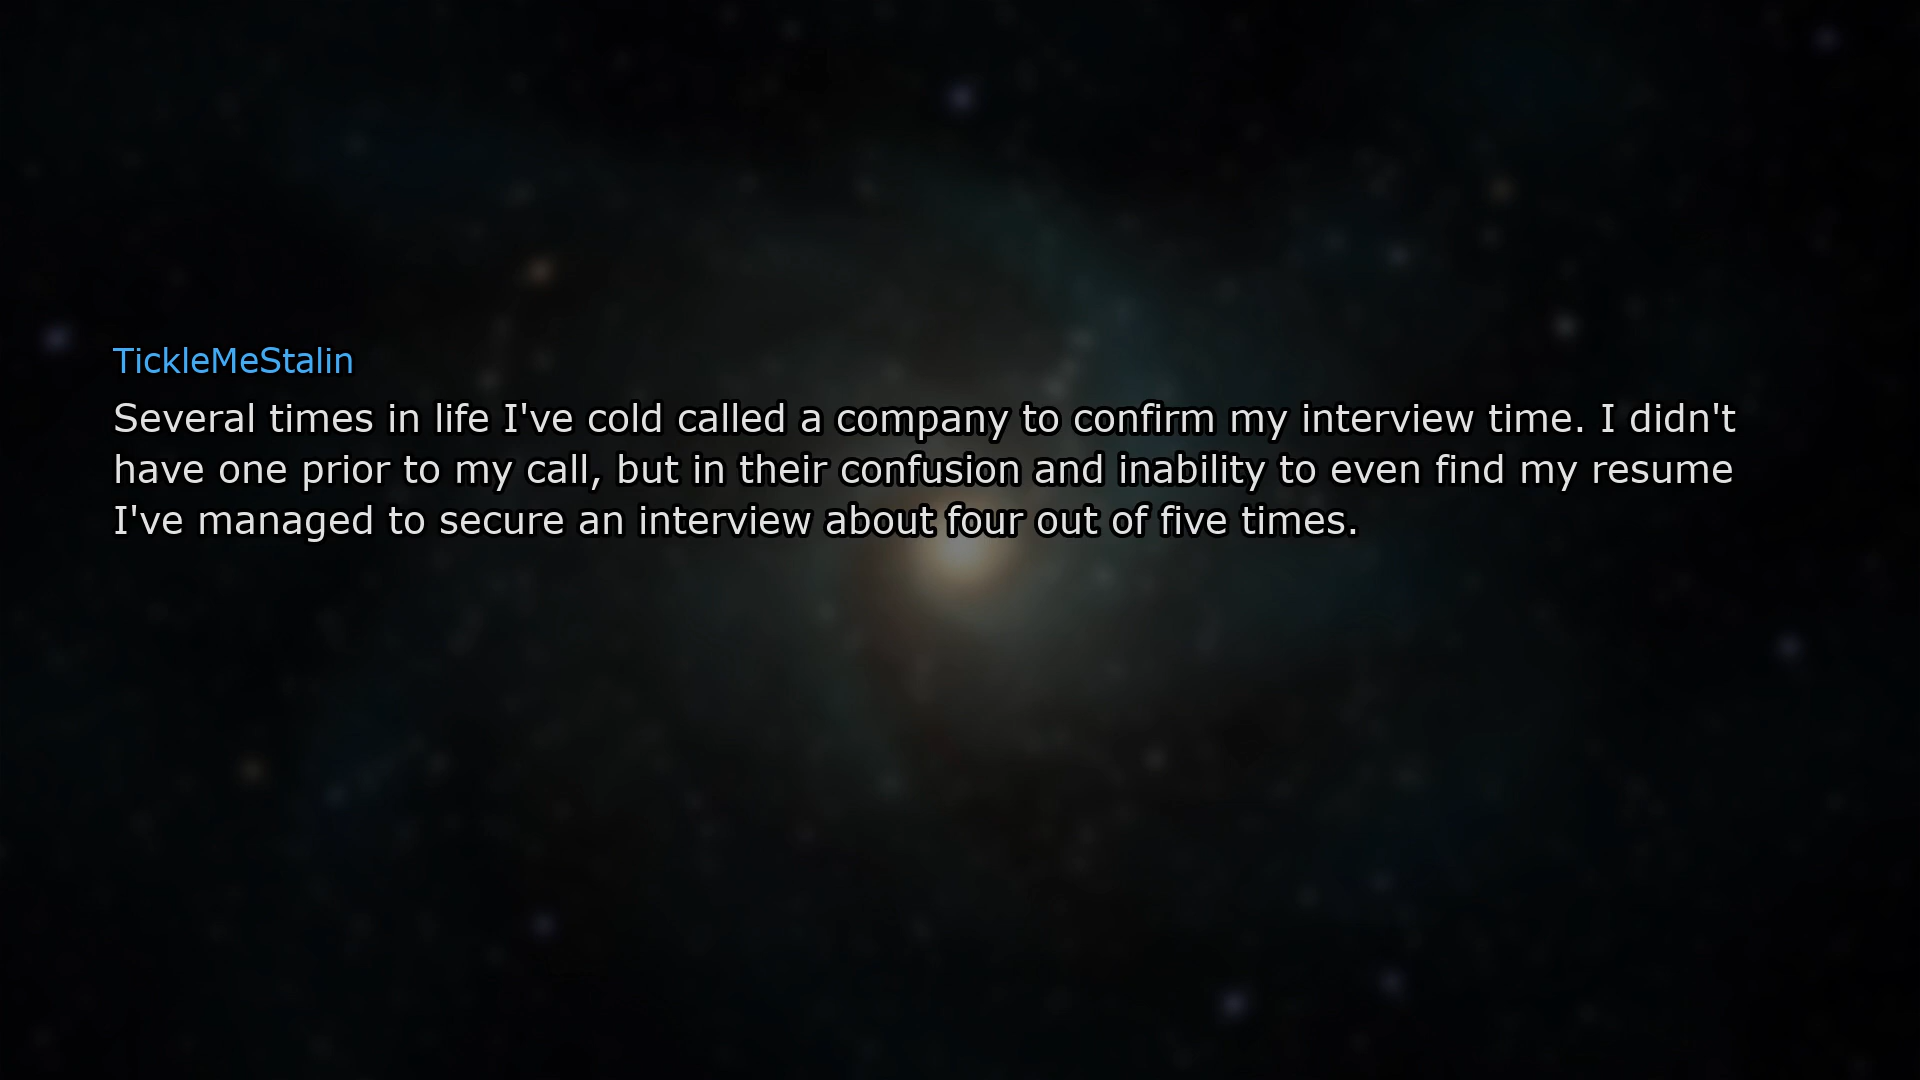 TickleMeStalin
Several times in life I've cold called a company to confirm my interview time. I didn't
have one prior to my call, but in their confusion and inability to even find my resume
I've managed to secure an interview about four out of five times.